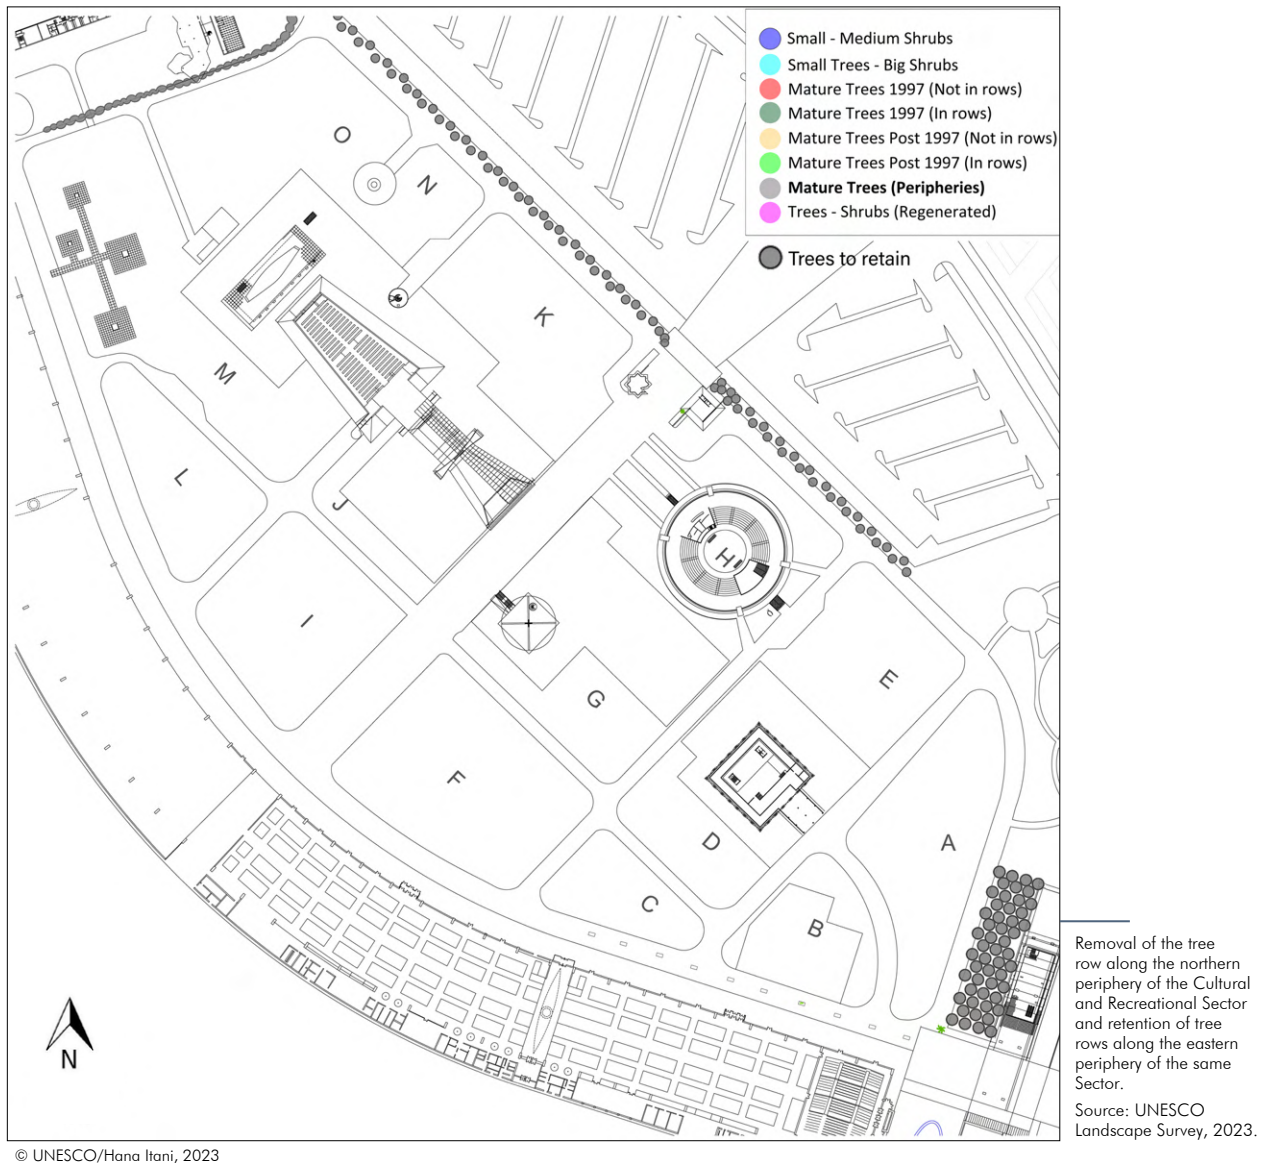 Small - Medium Shrubs
Small Trees - Big Shrubs
Mature Trees 1997 (Not in rows)
Mature Trees 1997 (In rows)
Mature Trees Post 1997 (Not in rows)
Mature Trees Post 1997 (In rows)
Mature Trees (Peripheries)
Trees - Shrubs (Regenerated)
Trees to retain
O
N
K
M
L
J
H
I
E
G
F
A
D
C
B
N
Removal of the tree
row along the northern
periphery of the Cultural
and Recreational Sector
and retention of tree
rows along the eastern
periphery of the same
Sector.
Source: UNESCO
Landscape Survey, 2023.
© UNESCO/Hana Itani, 2023